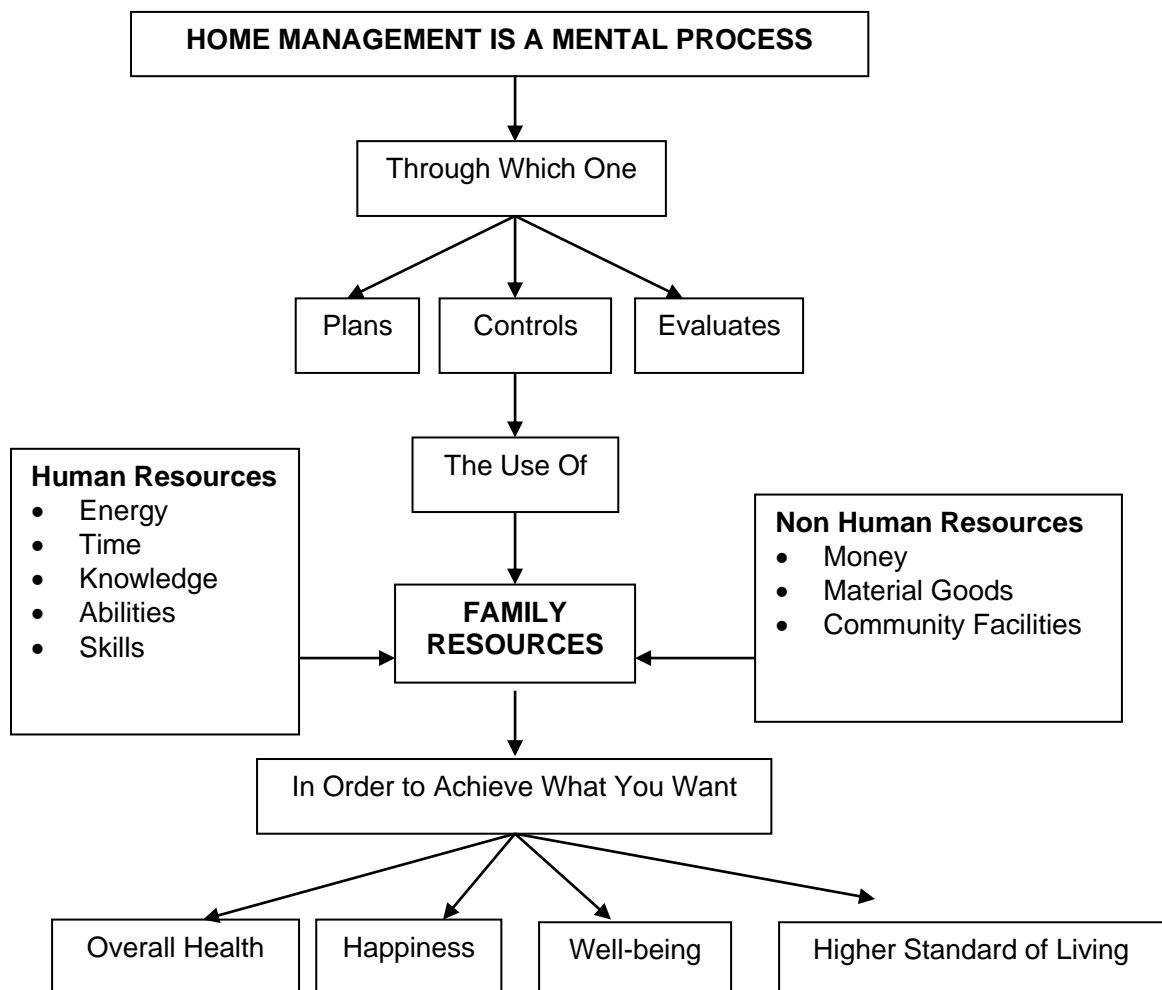 HOME MANAGEMENT IS A MENTAL PROCESS
Through Which One
Plans
Controls
Evaluates
The Use Of
Human Resources
• Energy
• Time
• Knowledge
• Abilities
• Skills
Non Human Resources
• Money
• Material Goods
• Community Facilities
FAMILY
RESOURCES
In Order to Achieve What You Want
Overall Health
Happiness
Well-being
Higher Standard of Living